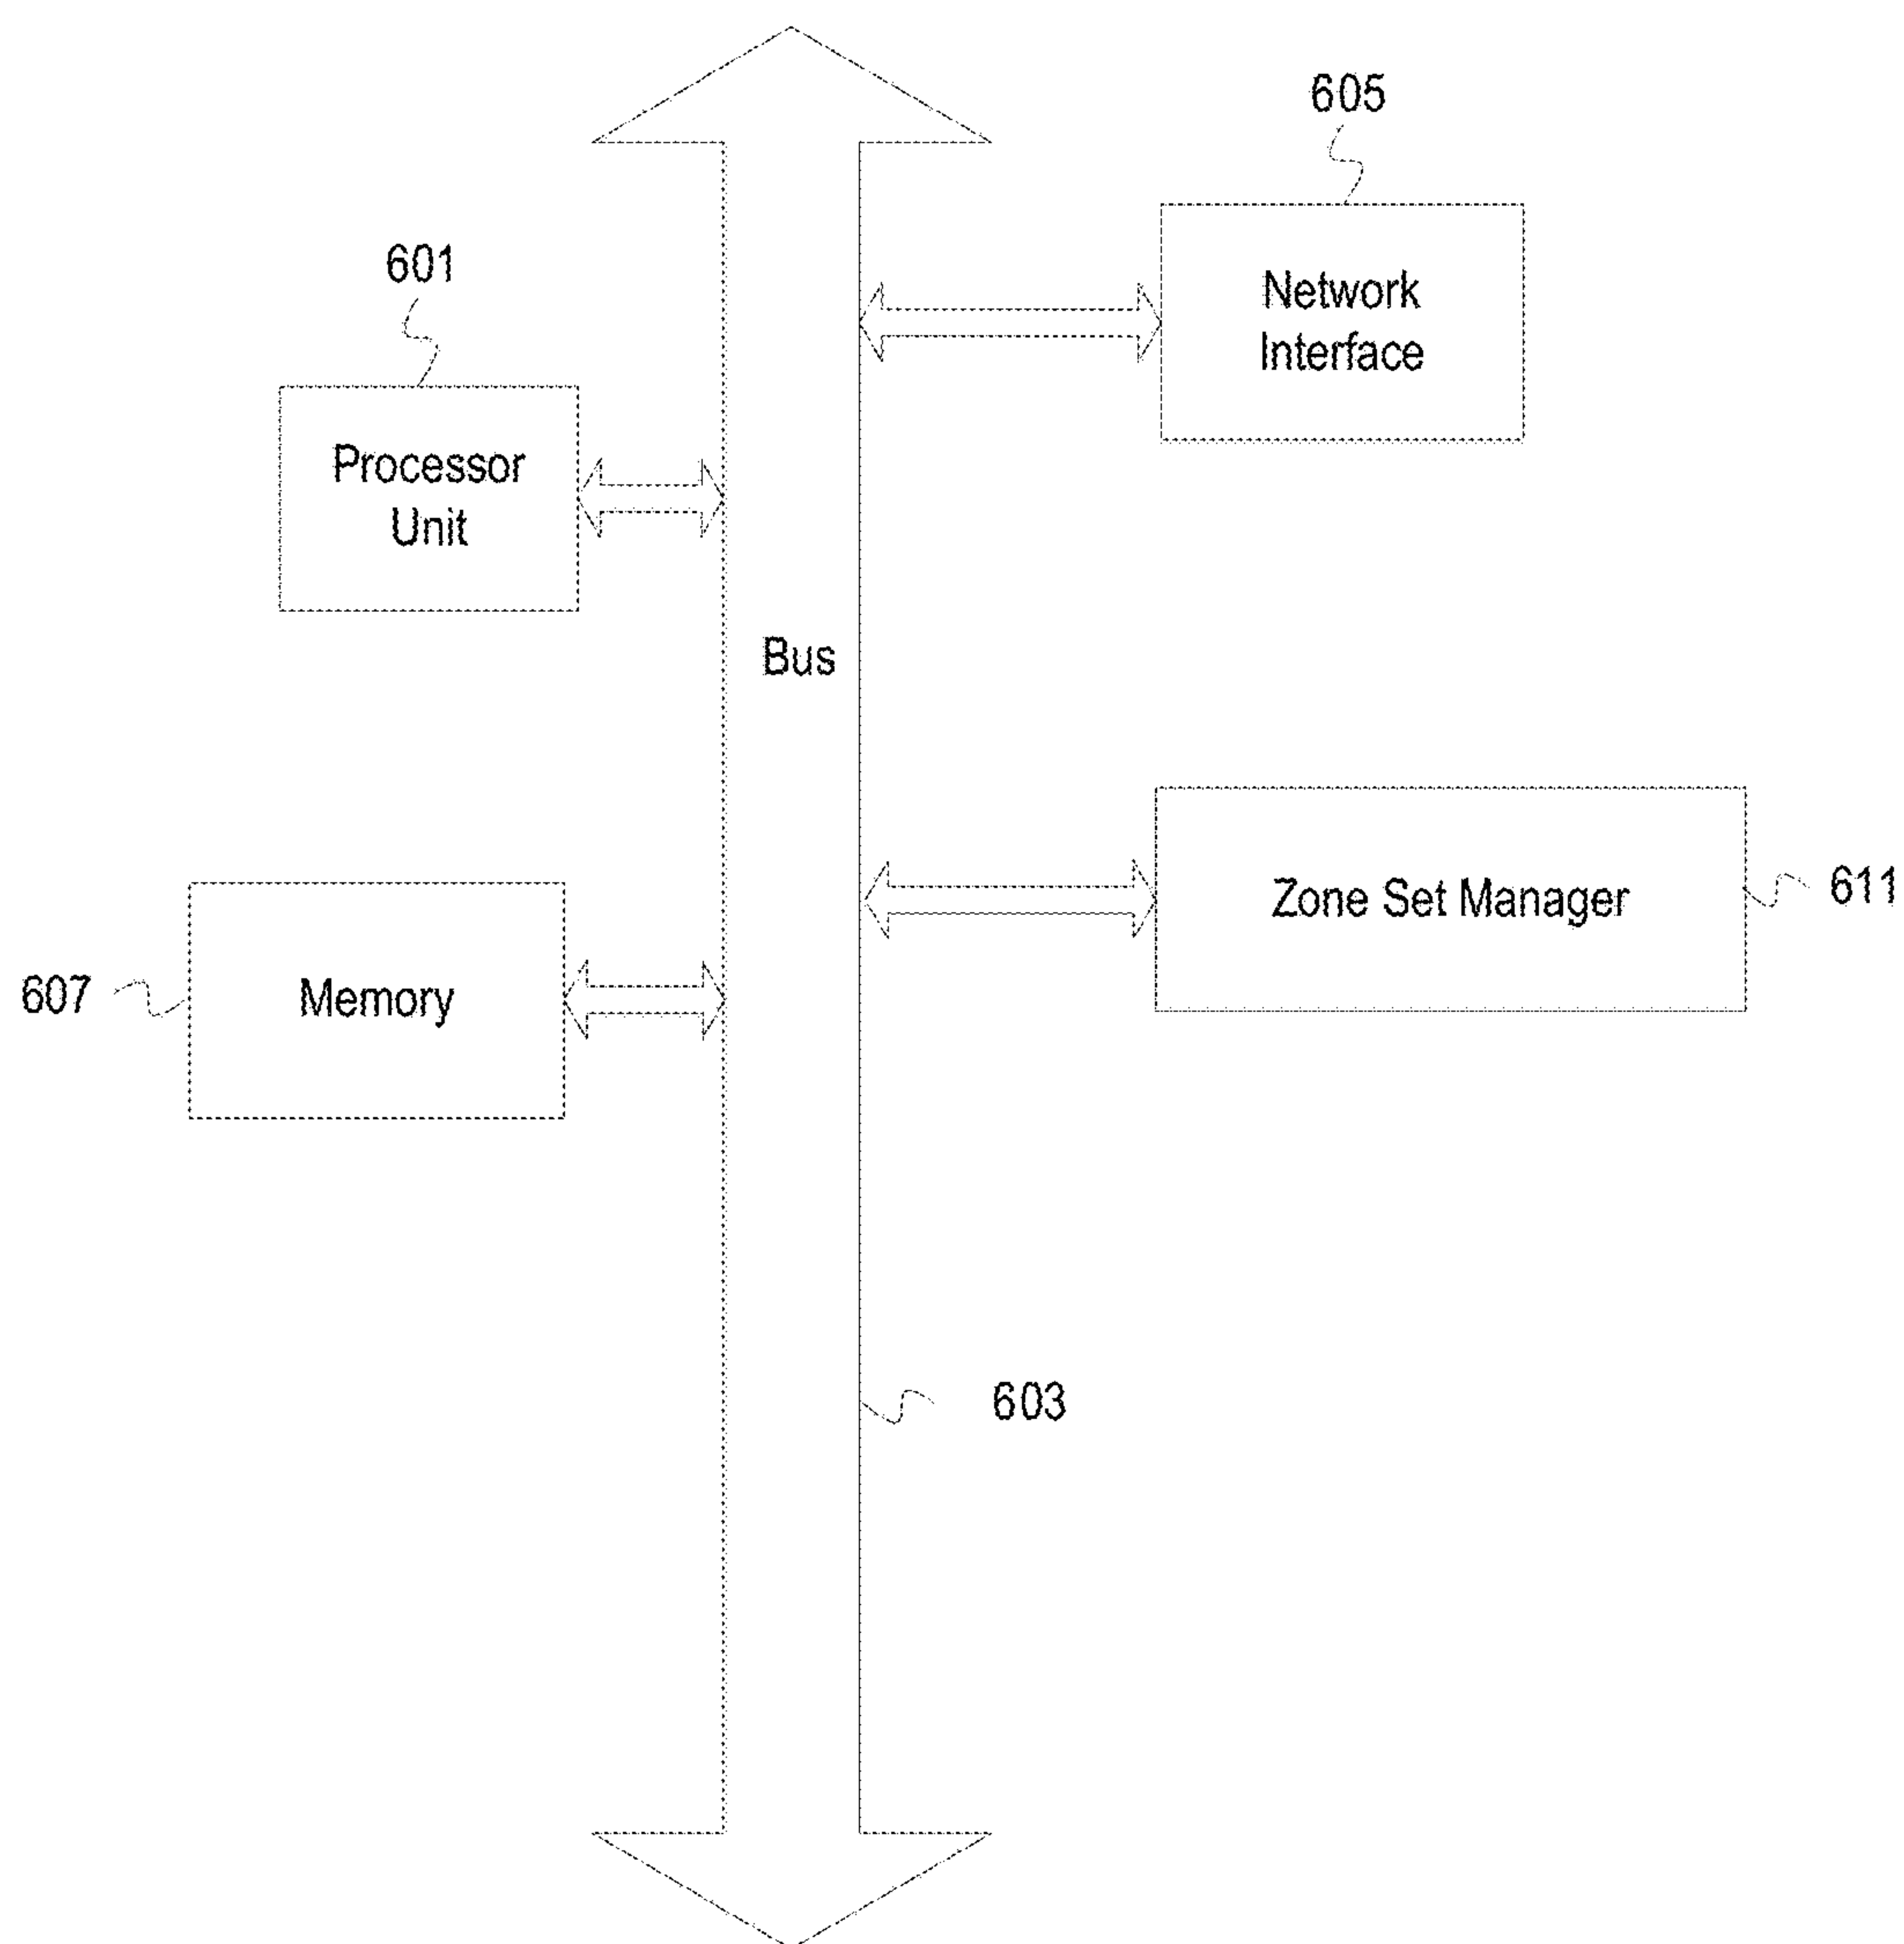 605
601
Network
Interface
Processor
Unit
Bus
611
Zone Set Manager
607
Memory
603